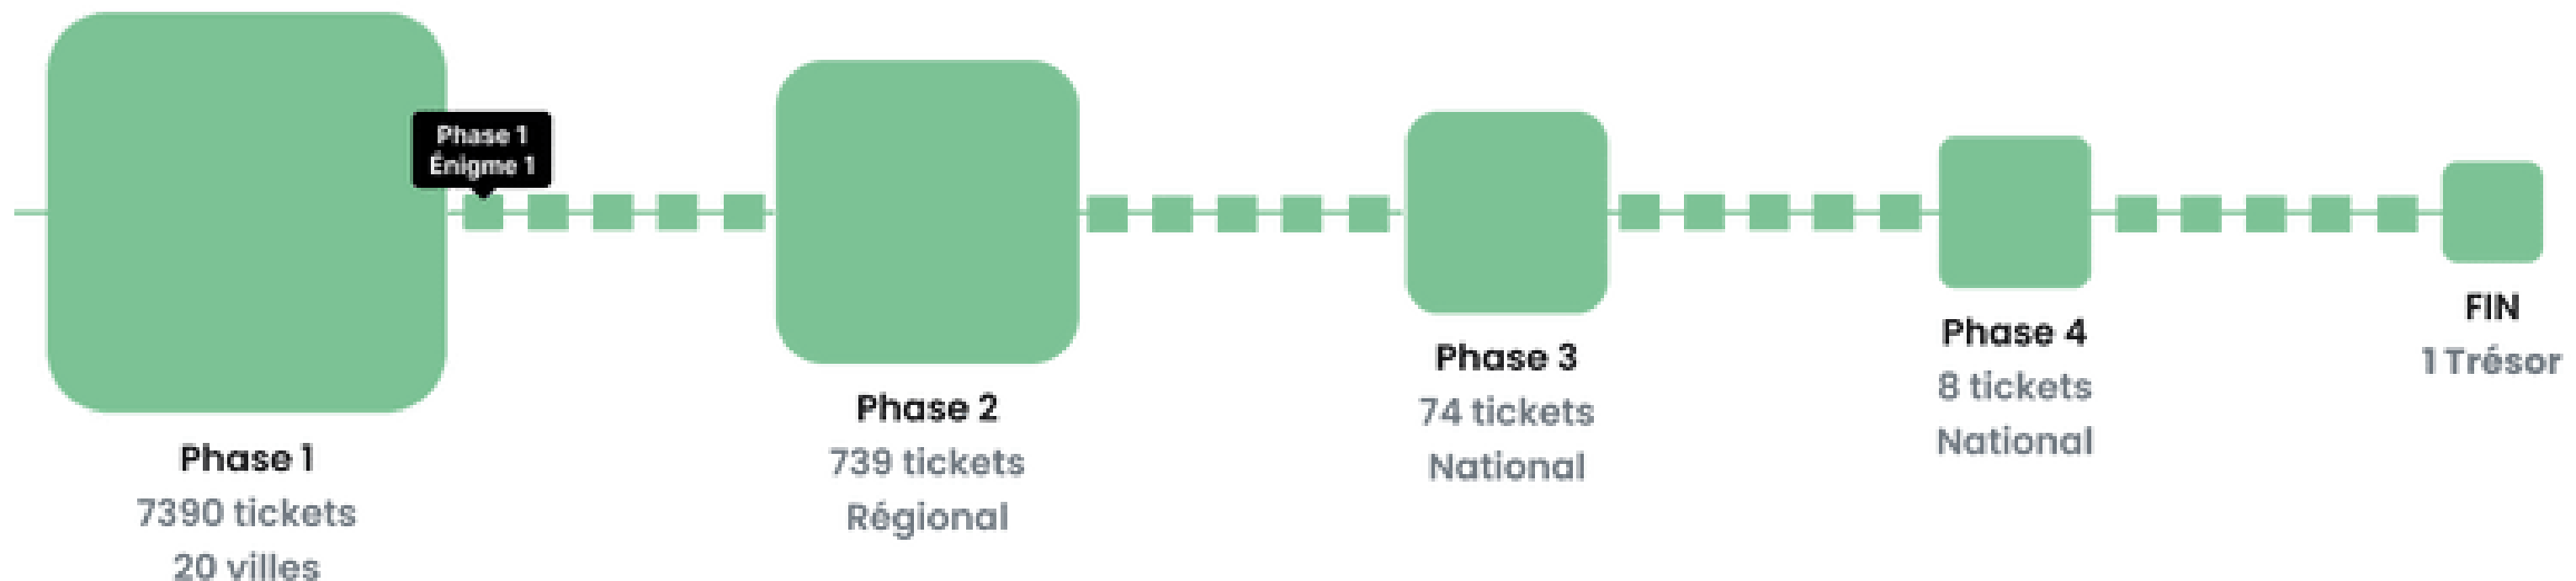 Phase 1
Énigme 1
Phase 1
7390 tickets
20 villes
Phase 2
739 tickets
Régional
Phase 3
74 tickets
National
Phase 4
8 tickets
National
FIN
1 Trésor